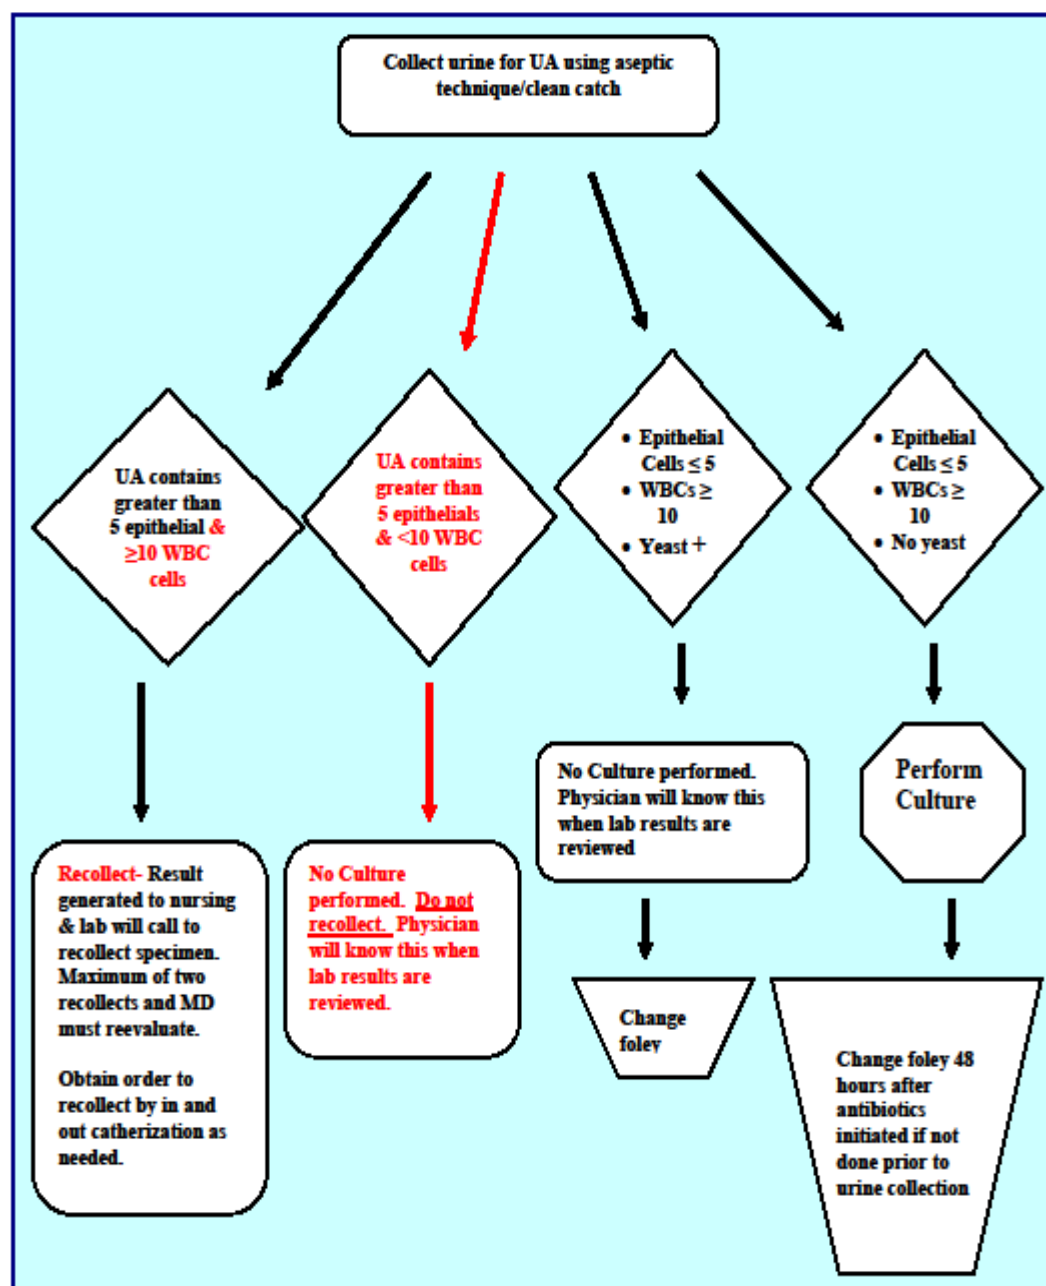 Collect urine for UA using aseptic
technique/clean catch
UA contains
greater than
5 epithelial &
≥10 WBC
cells
UA contains
greater than
5 epithelials
& <10 WBC
cells
• Epithelial
Cells ≤ 5
• WBCs ≥
10
• Yeast +
• Epithelial
Cells ≤ 5
• WBCs ≥
10
• No yeast
Recollect- Result
generated to nursing
& lab will call to
recollect specimen.
Maximum of two
recollects and MD
must reevaluate.
Obtain order to
recollect by in and
out catherization as
needed.
No Culture
performed. Do not
recollect. Physician
will know this when
lab results are
reviewed.
No Culture performed.
Physician will know this
when lab results are
reviewed
Change
foley
Perform
Culture
Change foley 48
hours after
antibiotics
initiated if not
done prior to
urine collection